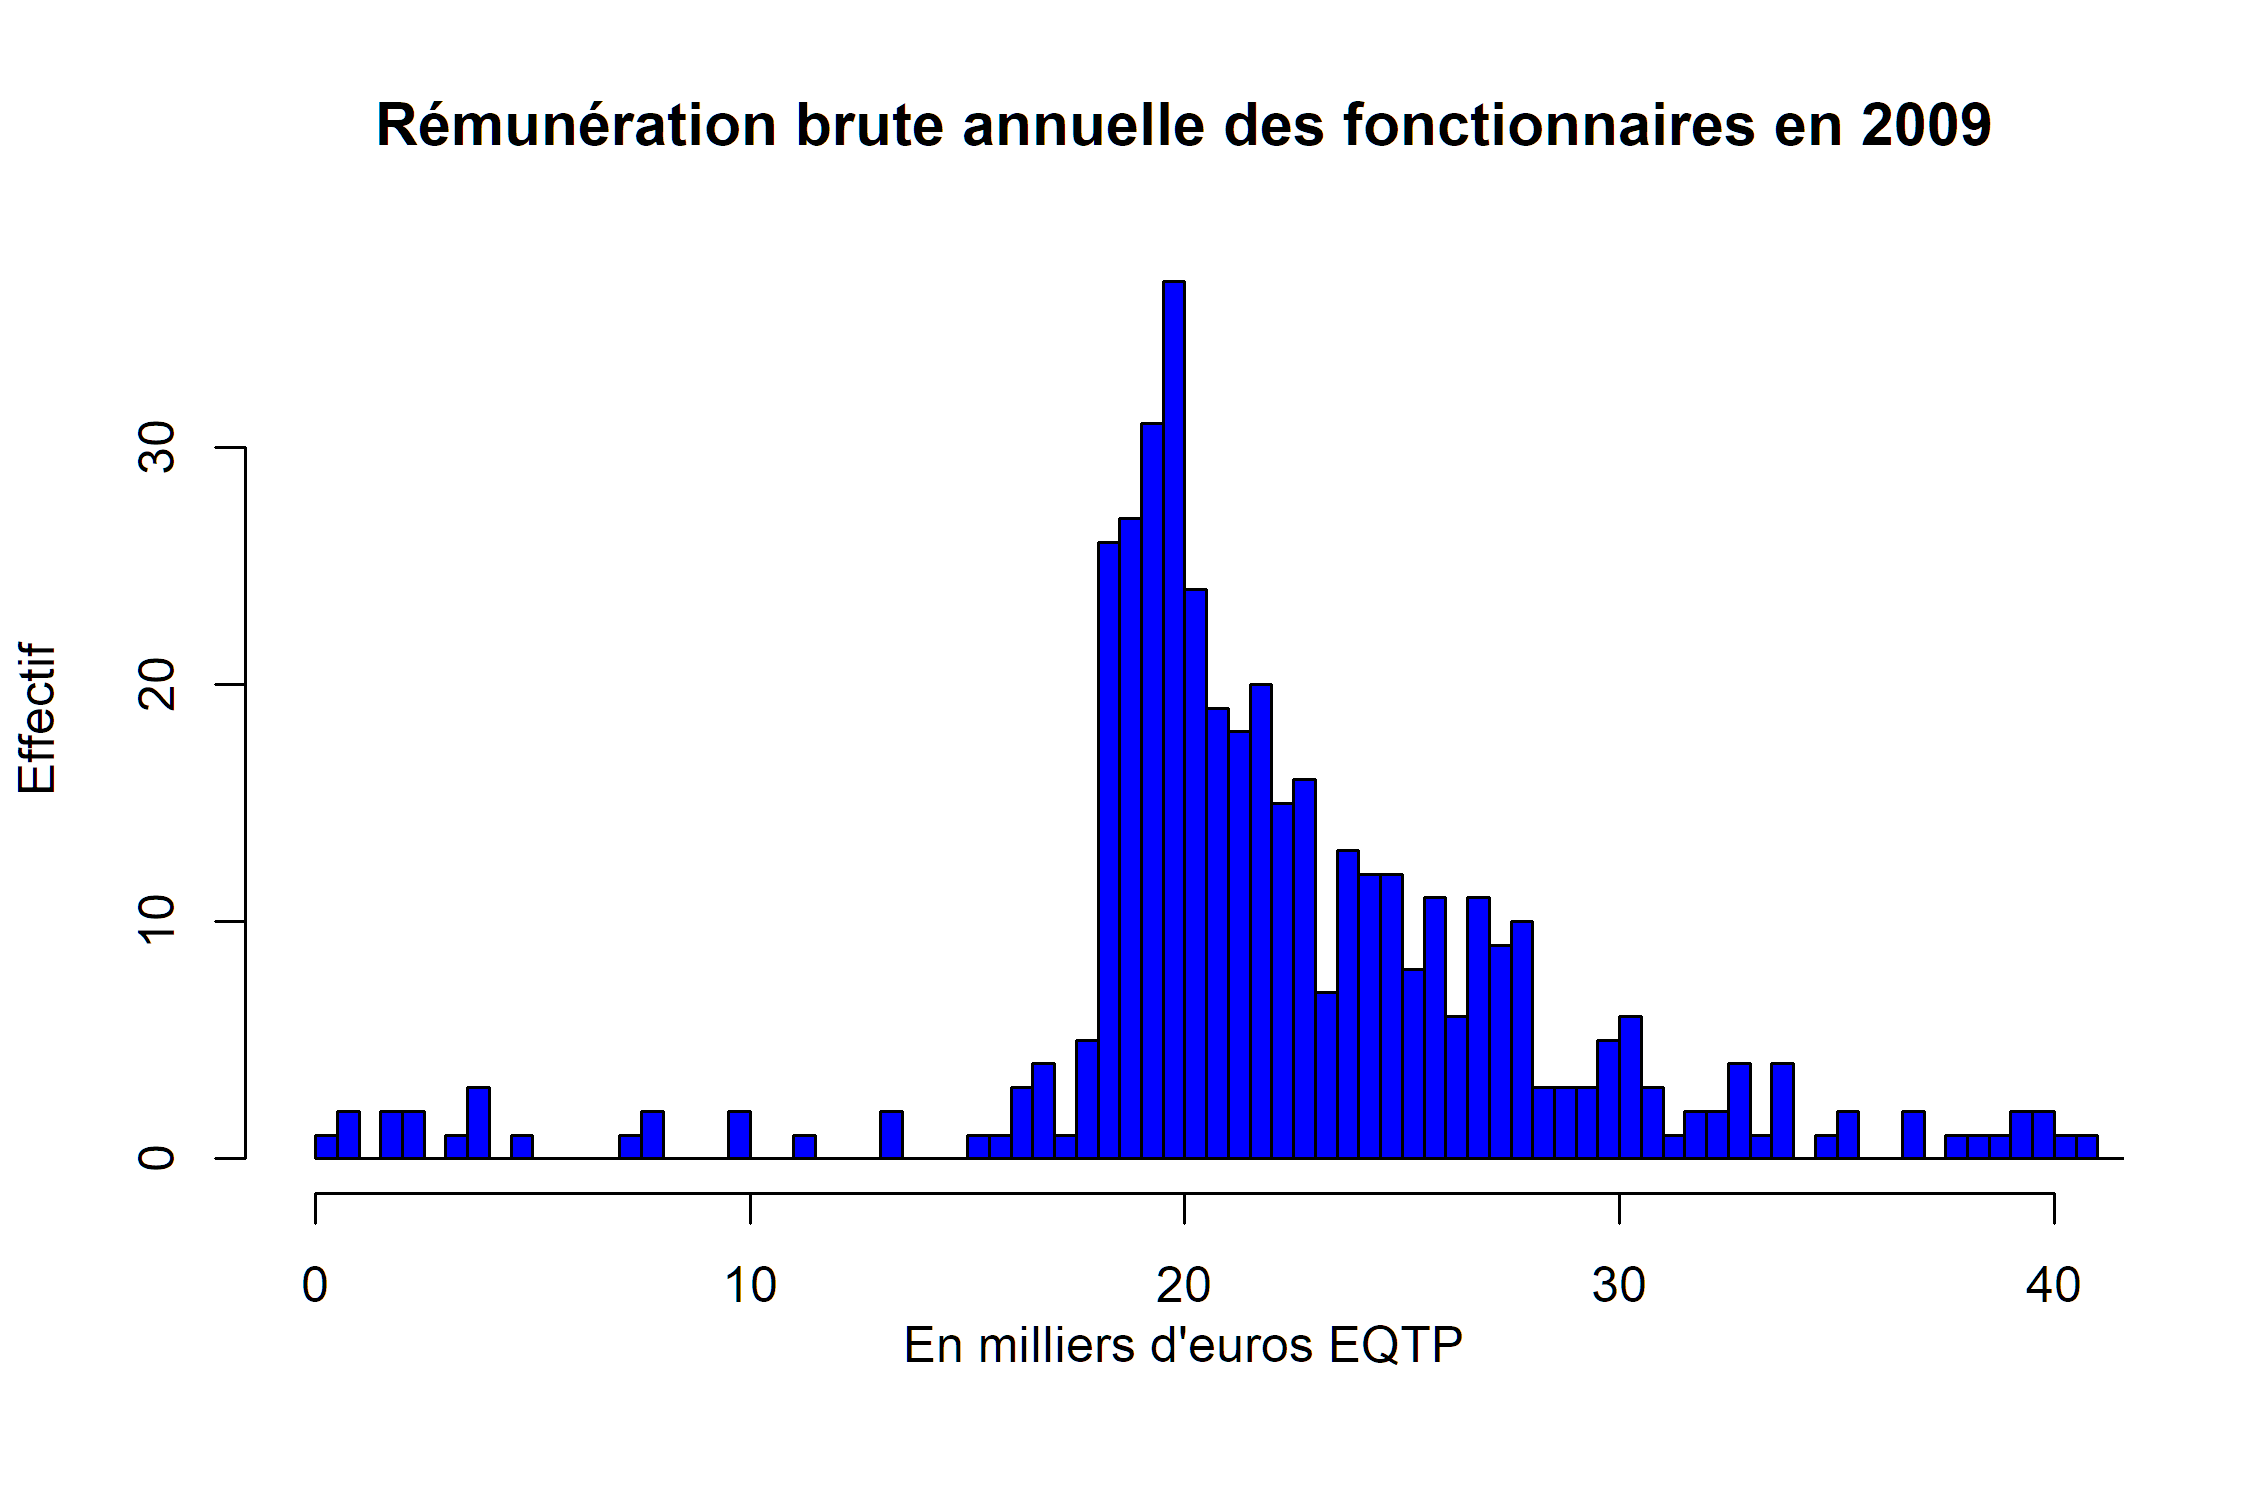 Rémunération brute annuelle des fonctionnaires en 2009
Effectif
30
20
10
0
0 10 20 30 40
En milliers d'euros EQTP